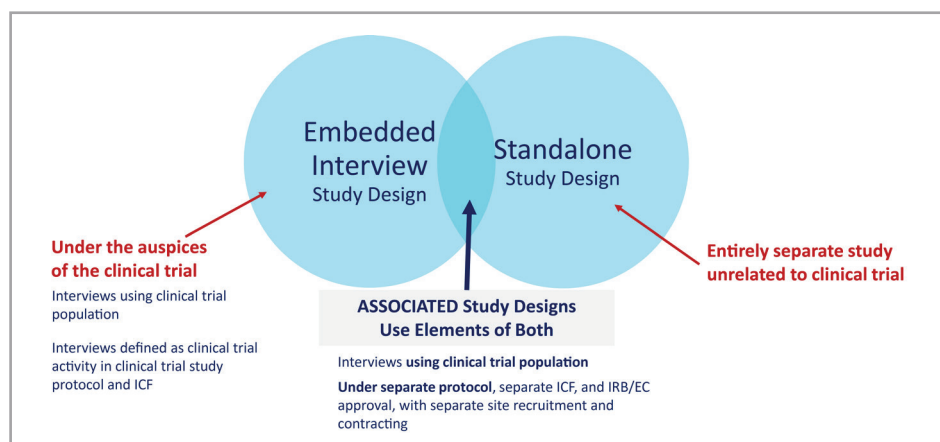 Embedded
Interview
Study Design
Standalone
Study Design
Under the auspices
of the clinical trial
Interviews using clinical trial
population
Interviews defined as clinical trial
activity in clinical trial study
protocol and ICF
ASSOCIATED Study Designs
Use Elements of Both
Interviews using clinical trial population
Under separate protocol, separate ICF, and IRB/EC
approval, with separate site recruitment and
contracting
Entirely separate study
unrelated to clinical trial